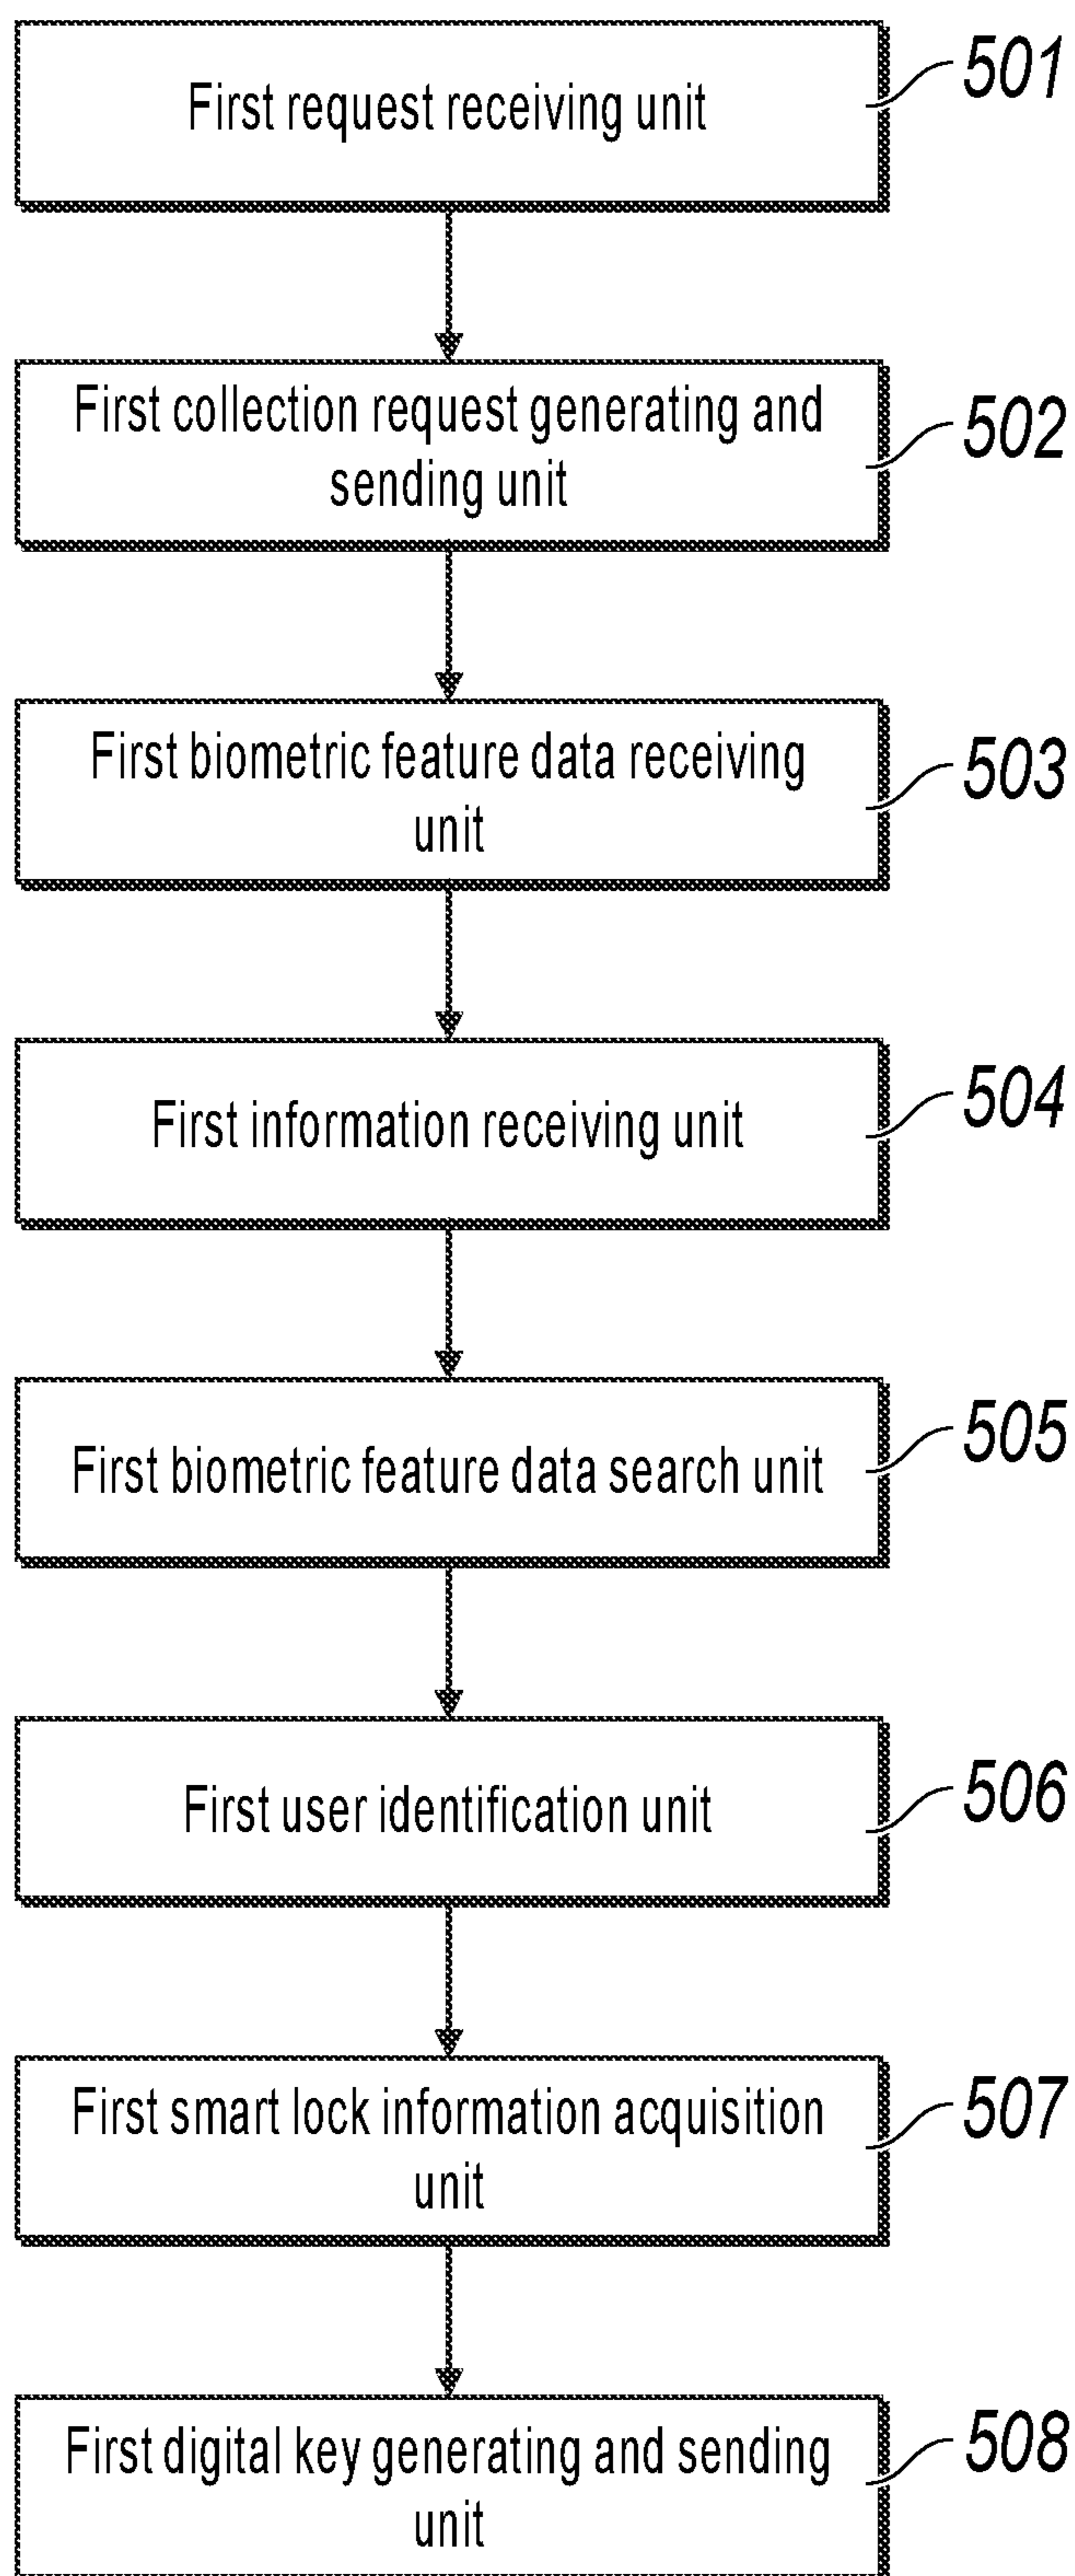 First request receiving unit
501
First collection request generating and
sending unit
502
First biometric feature data receiving
unit
503
First information receiving unit
504
First biometric feature data search unit
505
First user identification unit
506
First smart lock information acquisition
unit
507
First digital key generating and sending
unit
508